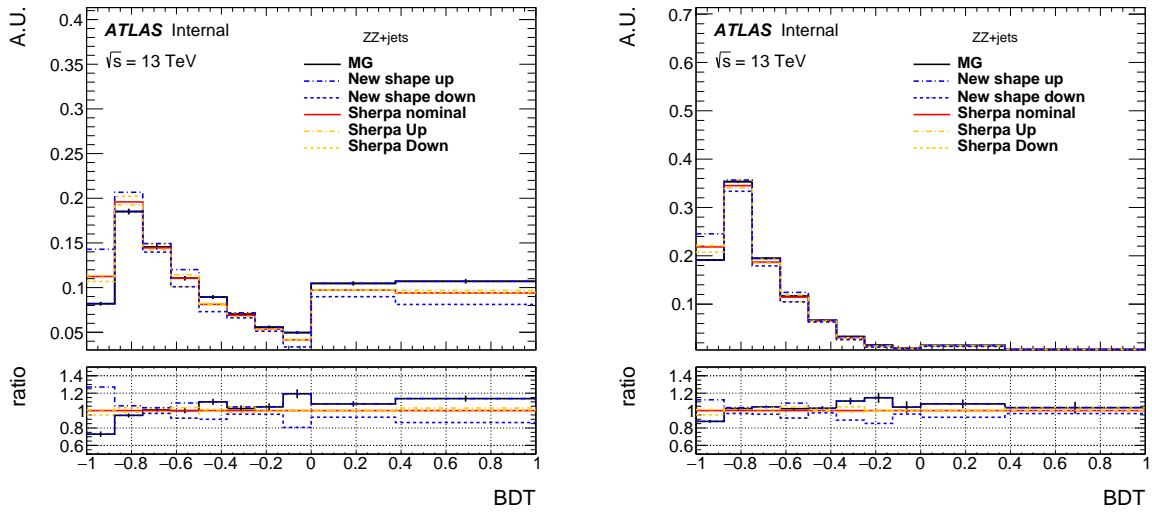 A.U.
0.4
0.35
0.3
0.25
0.2
0.15
0.1
0.05
ATLAS Internal
√s = 13 TeV
ZZ+jets
MG
New shape up
New shape down
Sherpa nominal
Sherpa Up
Sherpa Down
ratio
1.4
1.2
1
0.8
0.6
−1 −0.8 −0.6 −0.4 −0.2 0 0.2 0.4 0.6 0.8 1
BDT
A.U.
0.7
0.6
0.5
0.4
0.3
0.2
0.1
ATLAS Internal
√s = 13 TeV
ZZ+jets
MG
New shape up
New shape down
Sherpa nominal
Sherpa Up
Sherpa Down
ratio
1.4
1.2
1
0.8
0.6
−1 −0.8 −0.6 −0.4 −0.2 0 0.2 0.4 0.6 0.8 1
BDT